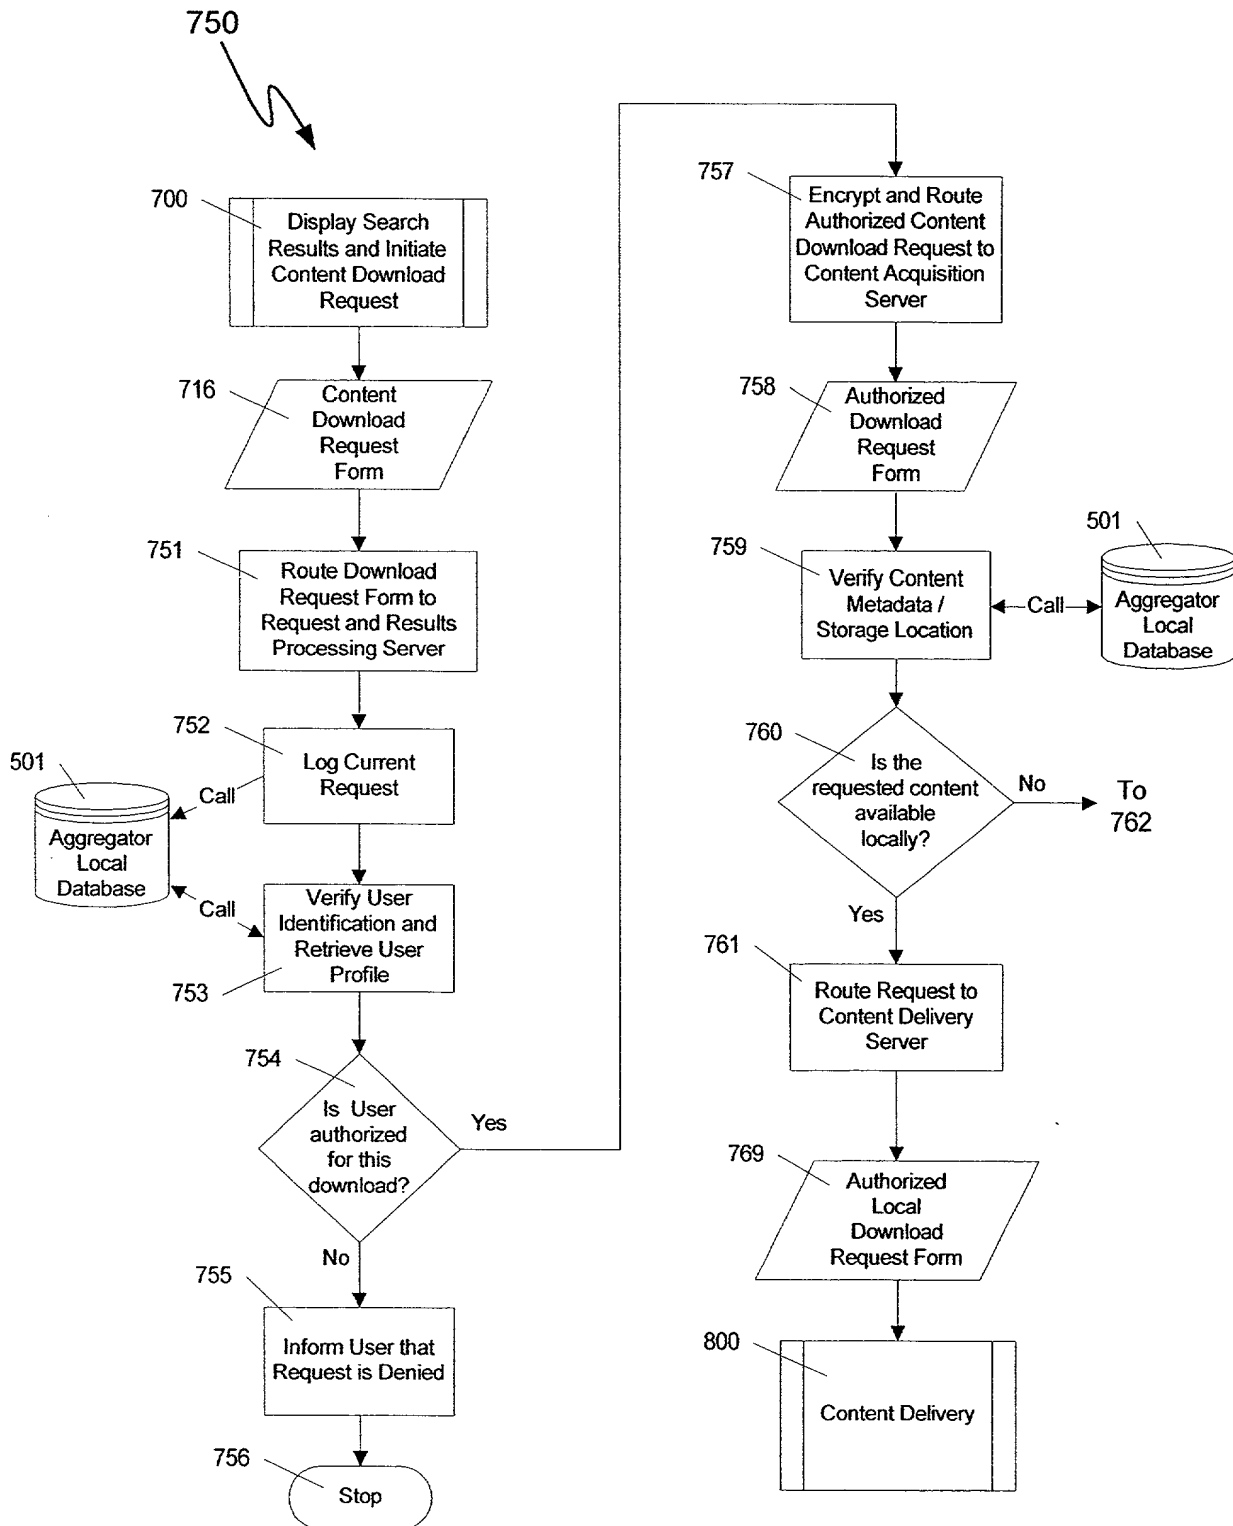 750
700
Display Search
Results and Initiate
Content Download
Request
716
Content
Download
Request
Form
751
Route Download
Request Form to
Request and Results
Processing Server
752
Log Current
Request
501
Aggregator
Local
Database
Call
Call
Verify User
Identification and
Retrieve User
Profile
753
754
Is User
authorized
for this
download?
Yes
No
755
Inform User that
Request is Denied
756
Stop
757
Encrypt and Route
Authorized Content
Download Request to
Content Acquisition
Server
758
Authorized
Download
Request
Form
759
Verify Content
Metadata /
Storage Location
Call
501
Aggregator
Local
Database
760
Is the
requested content
available
locally?
No
To
762
Yes
761
Route Request to
Content Delivery
Server
769
Authorized
Local
Download
Request Form
800
Content Delivery